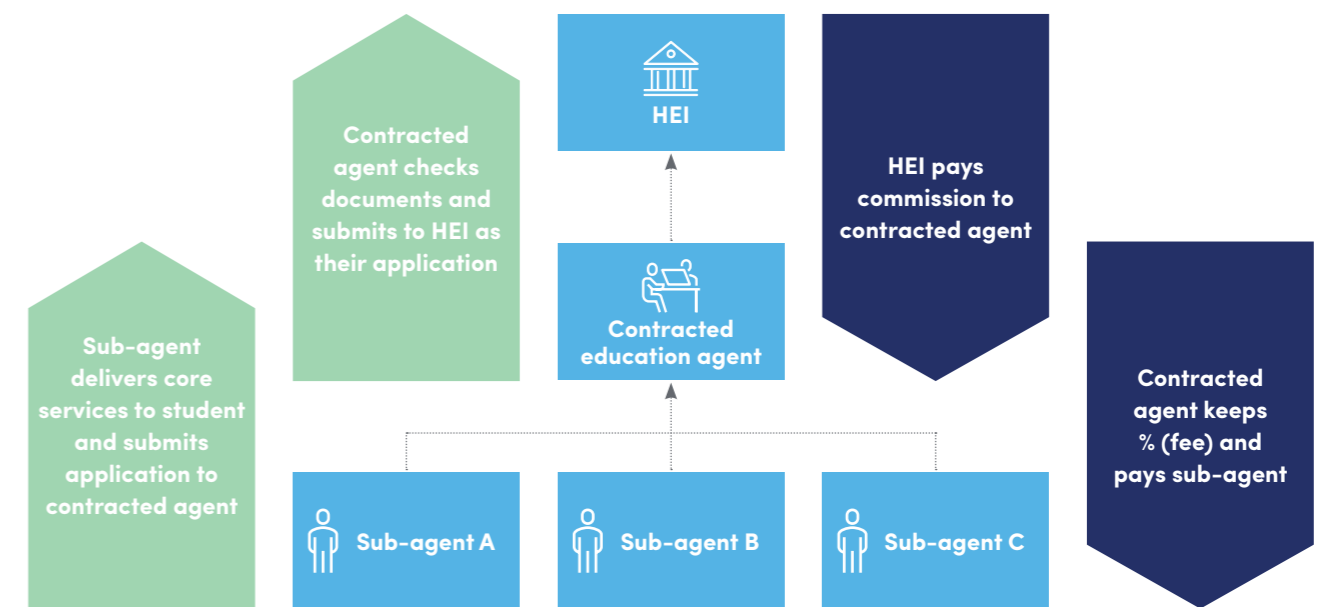 Sub-agent
delivers core
services to student
and submits
application to
contracted agent
Contracted
agent checks
documents and
submits to HEI as
their application
HEI
Contracted
education agent
Sub-agent A
Sub-agent B
Sub-agent C
HEI pays
commission to
contracted agent
Contracted
agent keeps
% (fee) and
pays sub-agent